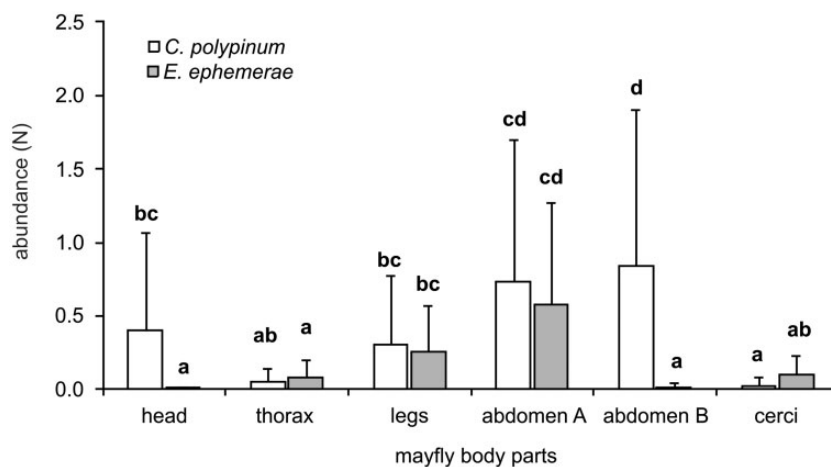 2.5
C. polypinum
E. ephemerae
2.0
d
cd
1.5
cd
bc
1.0
bc
bc
abundance (N)
0.5
ab
a
ab
a
a
a
0.0
head thorax legs abdomen A abdomen B cerci
mayfly body parts